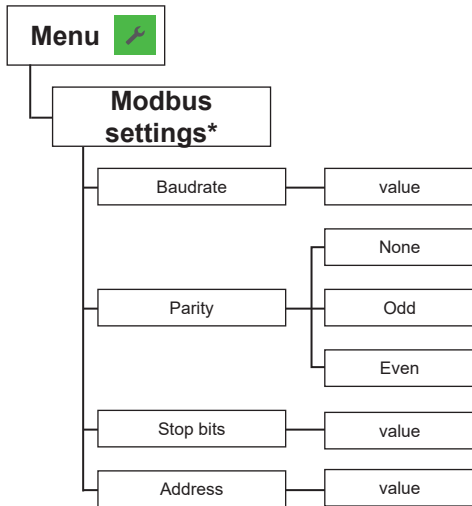 Menu
Modbus
settings*
Baudrate
value
None
Parity
Odd
Even
Stop bits
value
Address
value